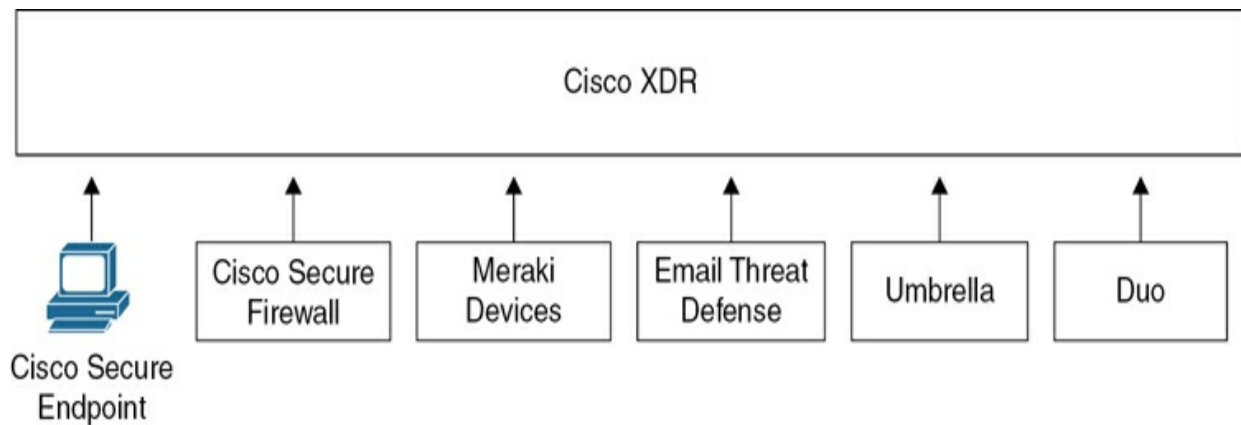 Cisco XDR
Cisco Secure
Endpoint
Cisco Secure
Firewall
Meraki
Devices
Email Threat
Defense
Umbrella
Duo